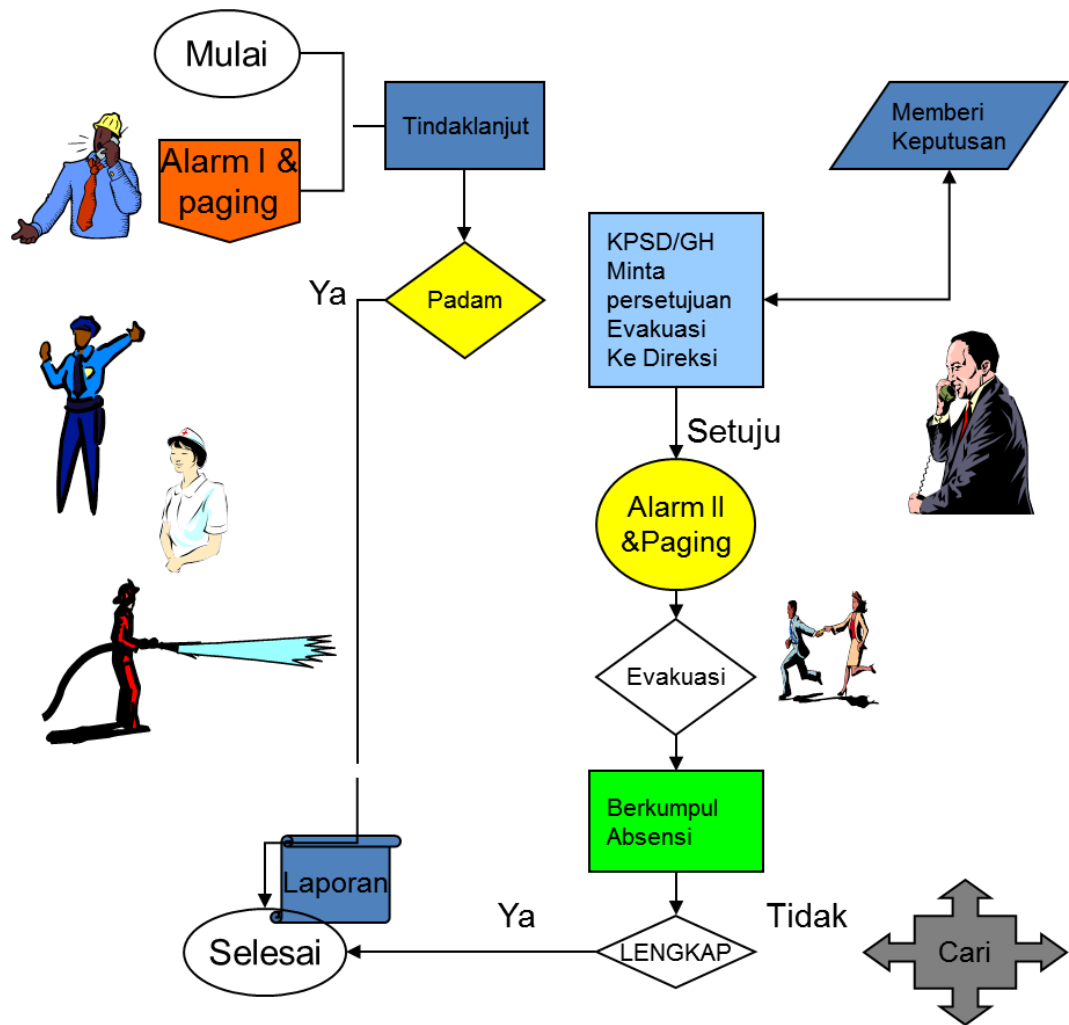 Mulai
Alarm I &
paging
Tindaklanjut
Memberi
Keputusan
Ya
Padam
KPSD/GH
Minta
persetujuan
Evakuasi
Ke Direksi
Setuju
Alarm II
&Paging
Evakuasi
Berkumpul
Absensi
Laporan
Ya
Tidak
Selesai
LENGKAP
Cari